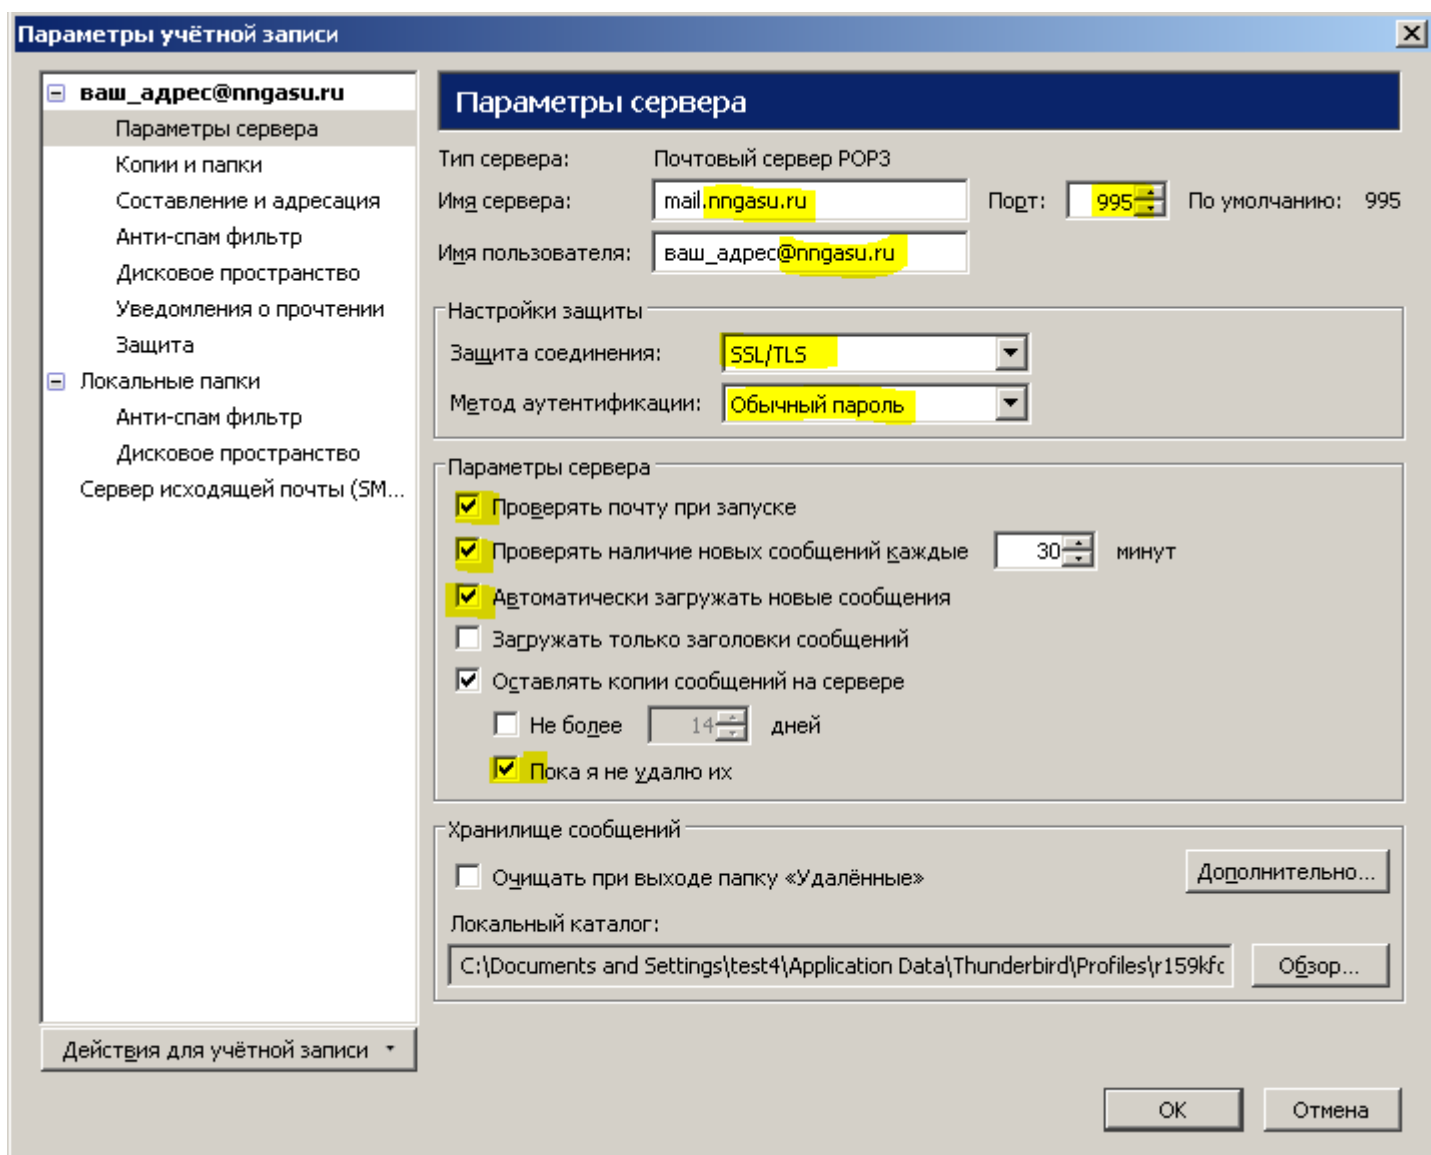 Параметры учётной записи
ваш_адрес@nngasu.ru
Параметры сервера
Копии и папки
Составление и адресация
Анти-спам фильтр
Дисковое пространство
Уведомления о прочтении
Защита
Локальные папки
Анти-спам фильтр
Дисковое пространство
Сервер исходящей почты (SM...
Действия для учётной записи
Параметры сервера
Тип сервера: Почтовый сервер POP3
Имя сервера: mail.nngasu.ru Порт: 995 По умолчанию: 995
Имя пользователя: ваш_адрес@nngasu.ru
Настройки защиты
Защита соединения: SSL/TLS
Метод аутентификации: Обычный пароль
Параметры сервера
Проверять почту при запуске
Проверять наличие новых сообщений каждые 30 минут
Автоматически загружать новые сообщения
Загружать только заголовки сообщений
Оставлять копии сообщений на сервере
Не более 14 дней
Пока я не удалю их
Хранилище сообщений
Очищать при выходе папку «Удалённые» Дополнительно...
Локальный каталог:
C:\Documents and Settings\test4\Application Data\Thunderbird\Profiles\r159kfc Обзор...
OK Отмена